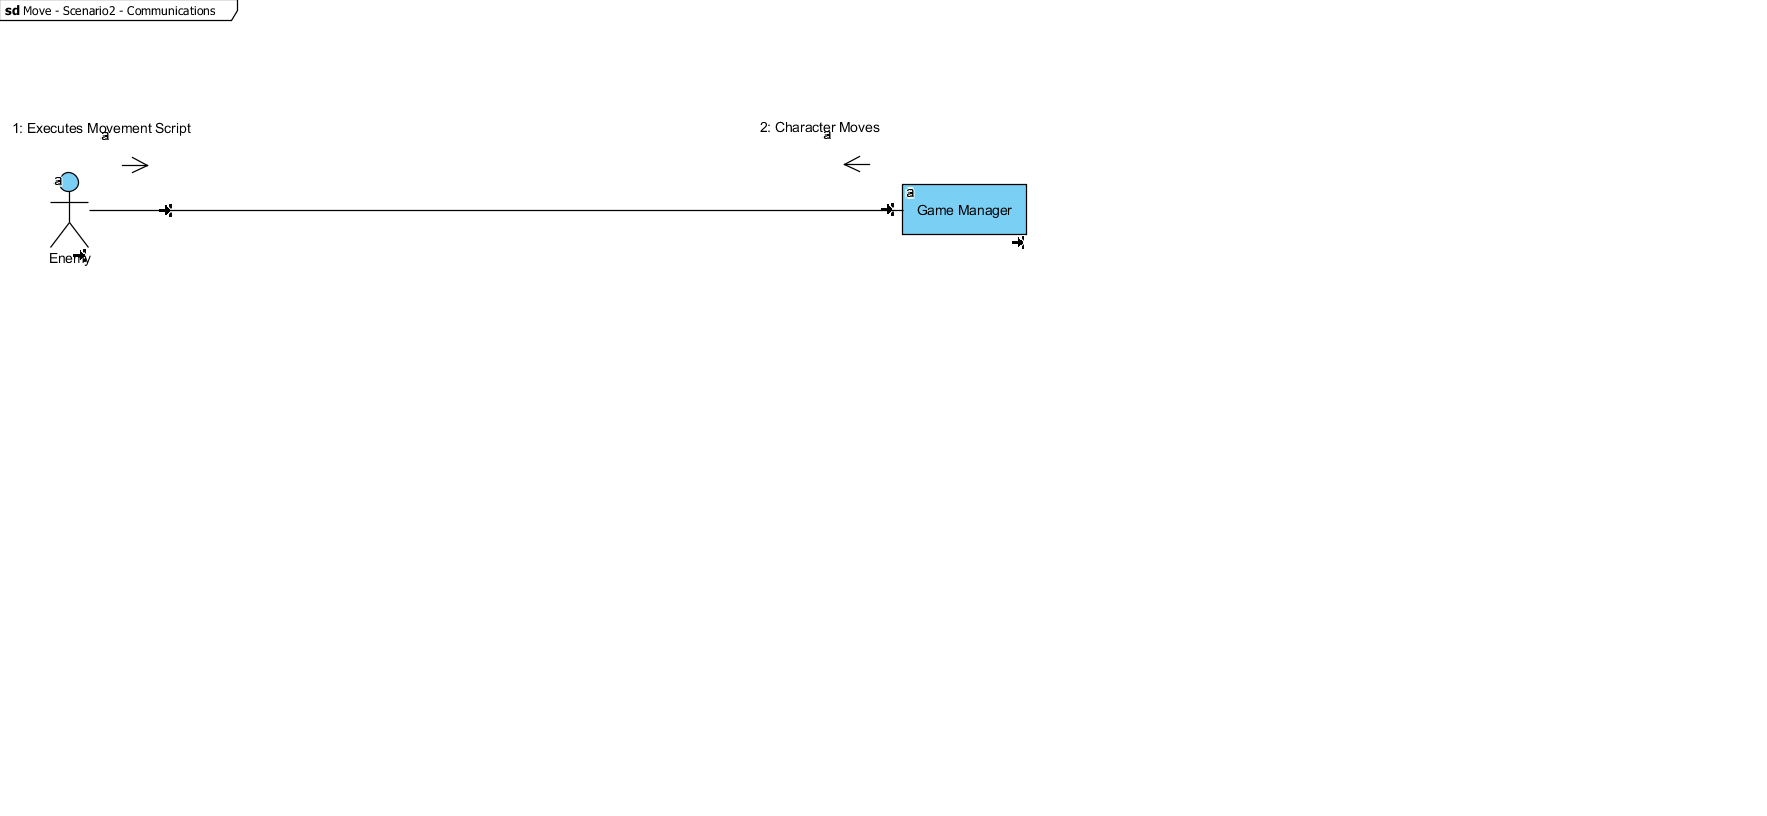 sd Move - Scenario2 - Communications
1: Executes Movement Script
a
2: Character Moves
a
a
a
Game Manager
Enemy